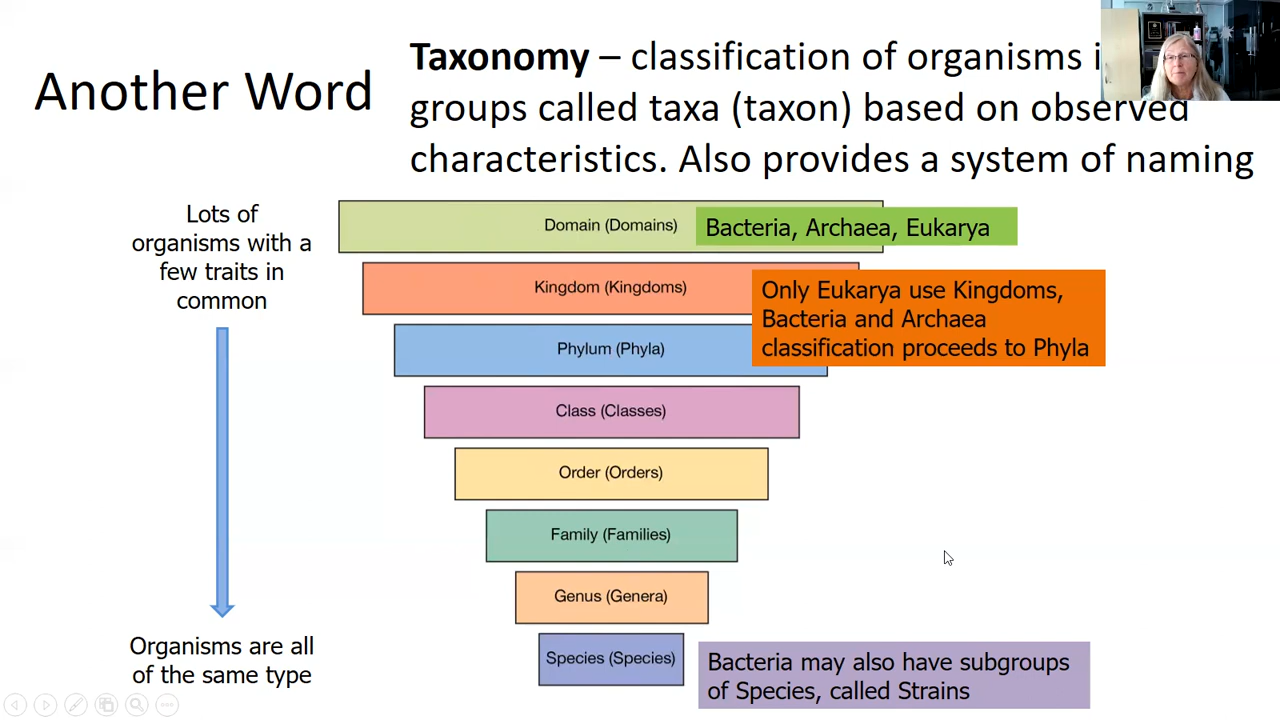 Another Word
Taxonomy – classification of organisms
groups called taxa (taxon) based on observed
characteristics. Also provides a system of naming
Lots of
organisms with a
few traits in
common
Domain (Domains)
Bacteria, Archaea, Eukarya
Kingdom (Kingdoms)
Only Eukarya use Kingdoms,
Bacteria and Archaea
classification proceeds to Phyla
Phylum (Phyla)
Class (Classes)
Order (Orders)
Family (Families)
Genus (Genera)
Species (Species)
Organisms are all
of the same type
Bacteria may also have subgroups
of Species, called Strains